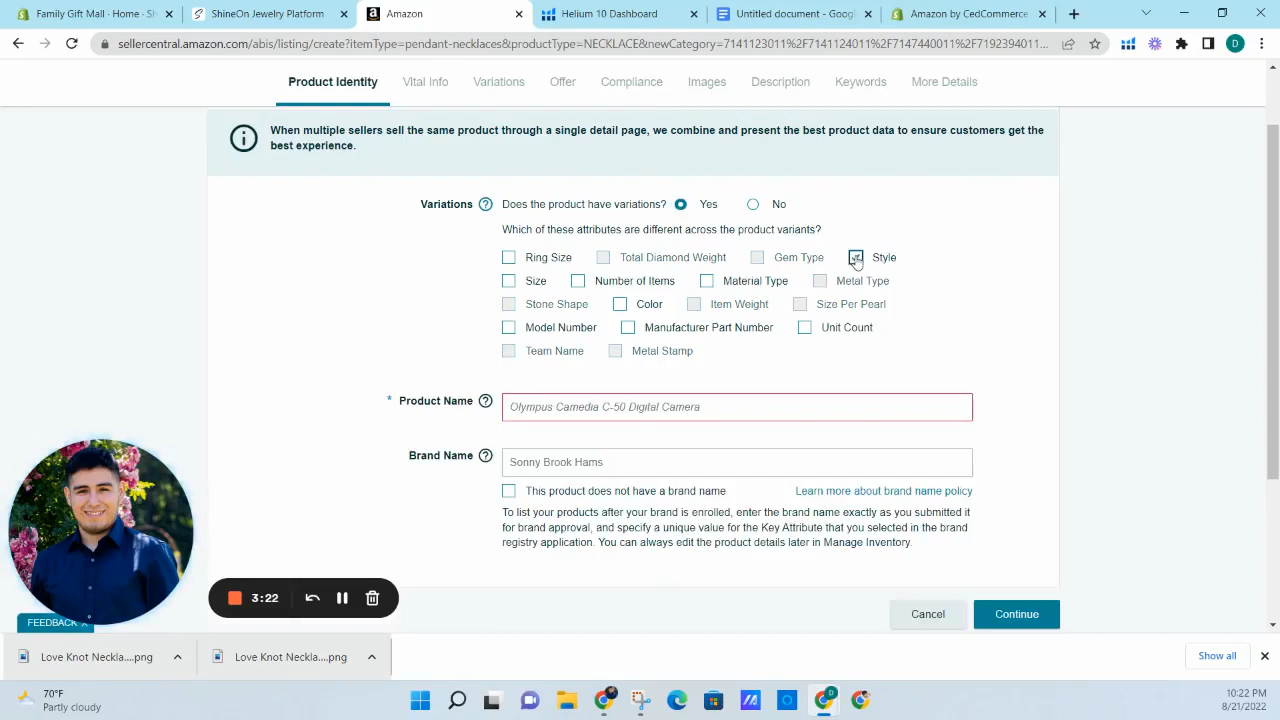 Family Gift Mall · Home · Sh
ShineOn Jewelry Platform
Amazon
Helium 10 Dashboard
Untitled document - Googl
Amazon by CedCommerce
sellercentral.amazon.com/abis/listing/create?itemType=pendant-necklaces&productType=NECKLACE&newCategory=7141123011%2F7141124011%2F7147440011%2F7192394011...
D
Product Identity
Vital Info
Variations
Offer
Compliance
Images
Description
Keywords
More Details
When multiple sellers sell the same product through a single detail page, we combine and present the best product data to ensure customers get the
best experience.
Variations ? Does the product have variations? Yes No
Which of these attributes are different across the product variants?
Ring Size Total Diamond Weight Gem Type Style
Size Number of Items Material Type Metal Type
Stone Shape Color Item Weight Size Per Pearl
Model Number Manufacturer Part Number Unit Count
Team Name Metal Stamp
* Product Name ? Olympus Camedia C-50 Digital Camera
Brand Name ? Sonny Brook Hams
This product does not have a brand name Learn more about brand name policy
To list your products after your brand is enrolled, enter the brand name exactly as you submitted it
for brand approval, and specify a unique value for the Key Attribute that you selected in the brand
registry application. You can always edit the product details later in Manage Inventory.
3:22
Cancel Continue
FEEDBACK
Love Knot Neckla....png
Love Knot Neckla....png
Show all
70°F
Partly cloudy
10:22 PM
8/21/2022